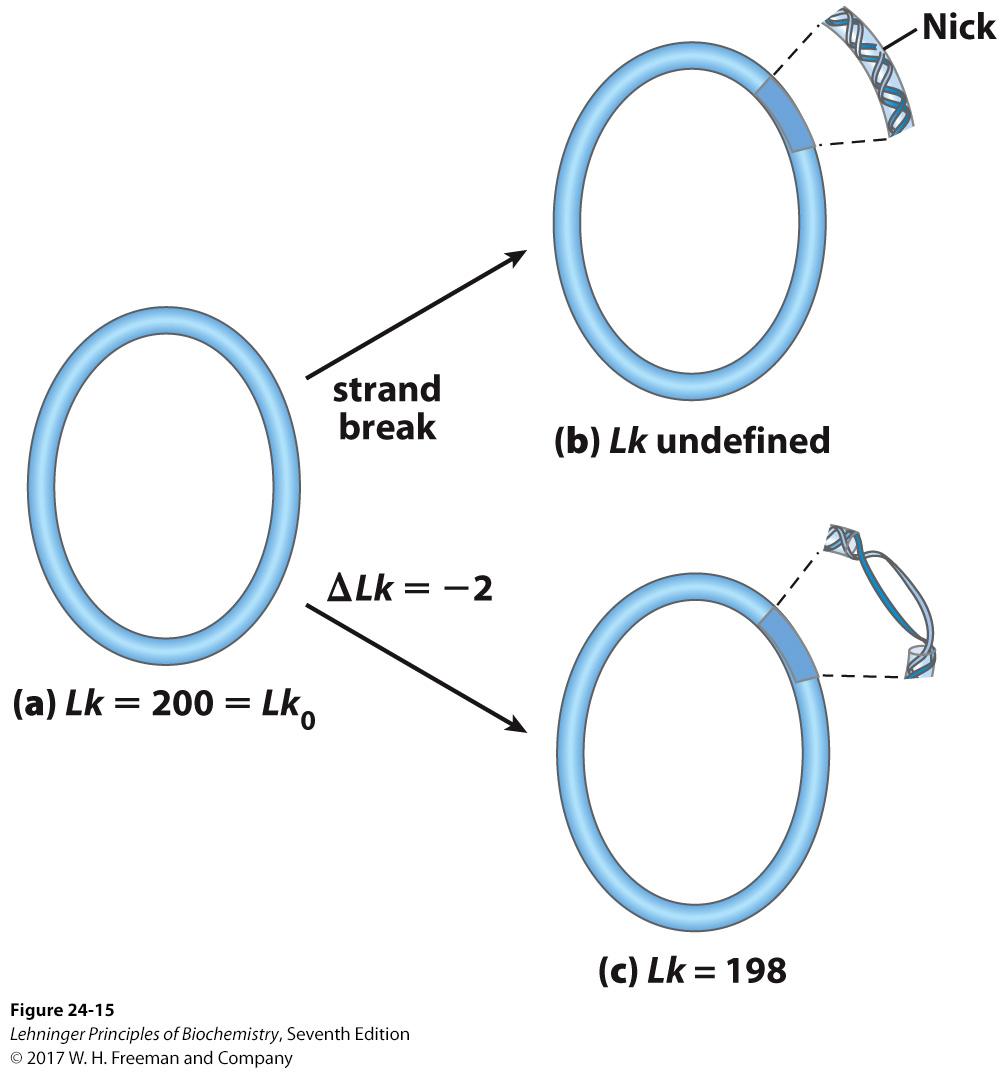 Nick
strand
break
(b) Lk undefined
ΔLk = −2
(a) Lk = 200 = Lk₀
(c) Lk = 198
Figure 24-15
Lehninger Principles of Biochemistry, Seventh Edition
© 2017 W. H. Freeman and Company